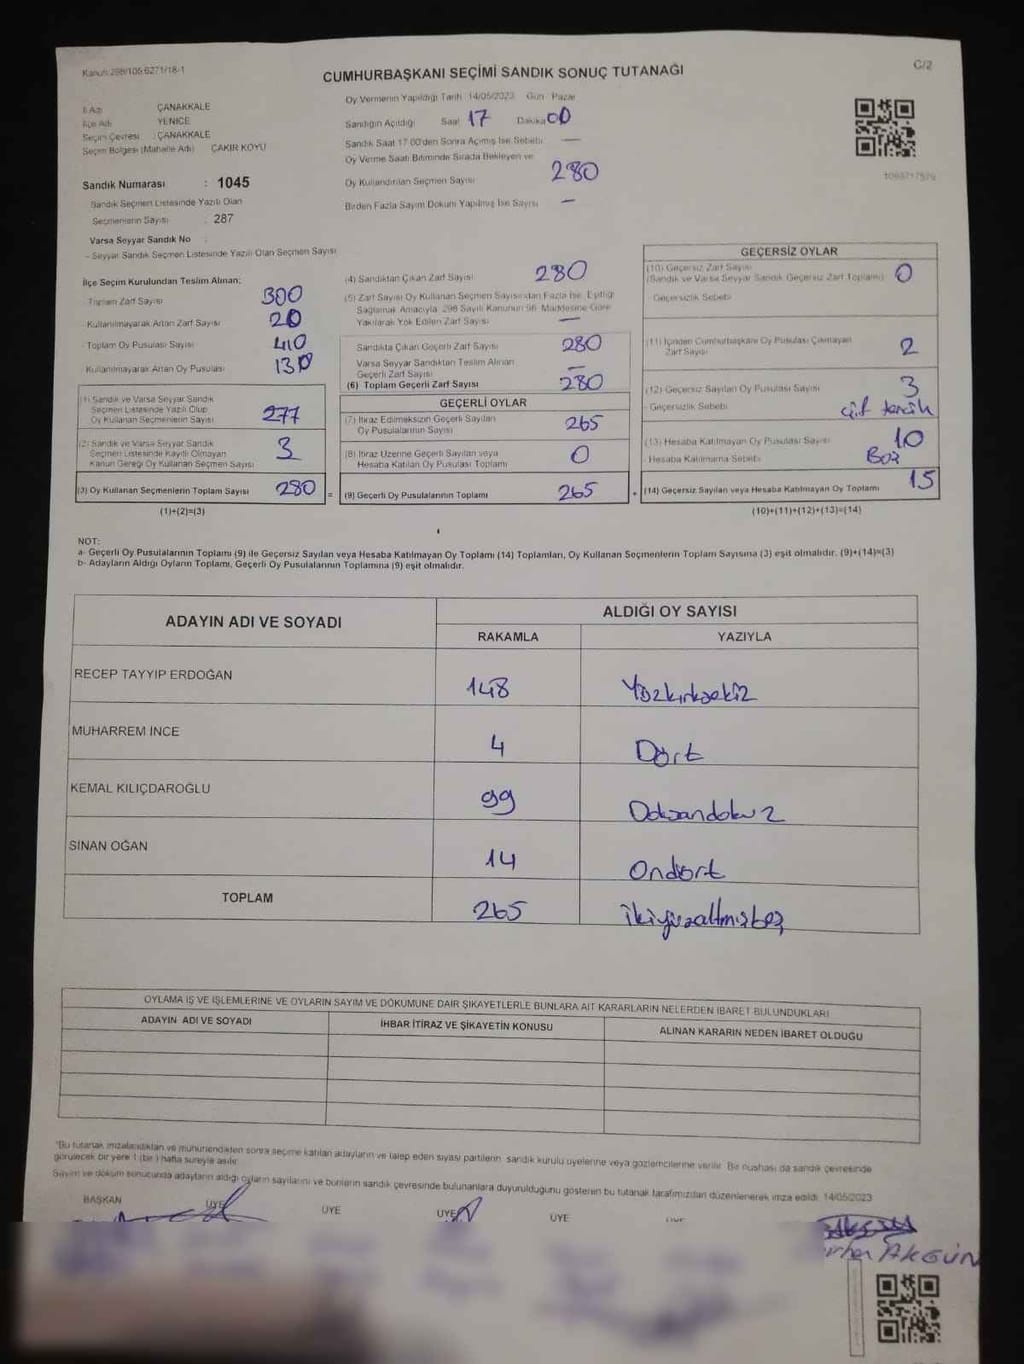 Kanun:298/105 6271/18-1
C/2
CUMHURBAŞKANI SEÇİMİ SANDIK SONUÇ TUTANAĞI
İl Adı ÇANAKKALE
İlçe Adı YENİCE
Seçim Çevresi : ÇANAKKALE
Seçim Bölgesi (Mahalle Adı) ÇAKIR KÖYÜ
Sandık Numarası : 1045
Sandık Seçmen Listesinde Yazılı Olan
Seçmenlerin Sayısı : 287
Varsa Seyyar Sandık No
- Seyyar Sandık Seçmen Listesinde Yazılı Olan Seçmen Sayısı
Oy Vermenin Yapıldığı Tarih 14/05/2023 Gün Pazar
Sandığın Açıldığı Saat 17 Dakika 00
Sandık Saat 17:00'den Sonra Açılmış İse Sebebi —
Oy Verme Saati Bitiminde Sırada Bekleyen ve
Oy Kullandırılan Seçmen Sayısı 280
Birden Fazla Sayım Döküm Yapılmış İse Sayısı —
İlçe Seçim Kurulundan Teslim Alınan;
Toplam Zarf Sayısı 300
- Kullanılmayarak Artan Zarf Sayısı 20
- Toplam Oy Pusulası Sayısı 410
Kullanılmayarak Artan Oy Pusulası 130
(1) Sandık ve Varsa Seyyar Sandık
Seçmen Listesinde Yazılı Olup
Oy Kullanan Seçmenlerin Sayısı 277
(2) Sandık ve Varsa Seyyar Sandık
Seçmen Listesinde Kayıtlı Olmayan
Kanun Gereği Oy Kullanan Seçmen Sayısı 3
(3) Oy Kullanan Seçmenlerin Toplam Sayısı 280 =
(1)+(2)=(3)
(4) Sandıktan Çıkan Zarf Sayısı 280
(5) Zarf Sayısı Oy Kullanan Seçmen Sayısından Fazla İse, Eşitliği
Sağlamak Amacıyla 298 Sayılı Kanunun 98. Maddesine Göre
Yakılarak Yok Edilen Zarf Sayısı —
Sandıkta Çıkan Geçerli Zarf Sayısı 280
Varsa Seyyar Sandıktan Teslim Alınan
Geçerli Zarf Sayısı —
(6) Toplam Geçerli Zarf Sayısı 280
GEÇERLİ OYLAR
(7) İtiraz Edilmeksizin Geçerli Sayılan
Oy Pusulalarının Sayısı 265
(8) İtiraz Üzerine Geçerli Sayılan veya
Hesaba Katılan Oy Pusulası Toplamı 0
(9) Geçerli Oy Pusulalarının Toplamı 265 +
GEÇERSİZ OYLAR
(10) Geçersiz Zarf Sayısı
(Sandık ve Varsa Seyyar Sandık Geçersiz Zarf Toplamı) 0
Geçersizlik Sebebi
(11) İçinden Cumhurbaşkanı Oy Pusulası Çıkmayan
Zarf Sayısı 2
(12) Geçersiz Sayılan Oy Pusulası Sayısı 3
- Geçersizlik Sebebi çift tercih
(13) Hesaba Katılmayan Oy Pusulası Sayısı 10
- Hesaba Katılmama Sebebi Boş
(14) Geçersiz Sayılan veya Hesaba Katılmayan Oy Toplamı 15
(10)+(11)+(12)+(13)=(14)
NOT:
a- Geçerli Oy Pusulalarının Toplamı (9) ile Geçersiz Sayılan veya Hesaba Katılmayan Oy Toplamı (14) Toplamları, Oy Kullanan Seçmenlerin Toplam Sayısına (3) eşit olmalıdır. (9)+(14)=(3)
b- Adayların Aldığı Oyların Toplamı, Geçerli Oy Pusulalarının Toplamına (9) eşit olmalıdır.
ADAYIN ADI VE SOYADI
ALDIĞI OY SAYISI
RAKAMLA YAZIYLA
RECEP TAYYİP ERDOĞAN 148 Yüzkırksekiz
MUHARREM İNCE 4 Dört
KEMAL KILIÇDAROĞLU 99 Doksandokuz
SİNAN OĞAN 14 Ondört
TOPLAM 265 ikiyüzaltmışbeş
OYLAMA İŞ VE İŞLEMLERİNE VE OYLARIN SAYIM VE DÖKÜMÜNE DAİR ŞİKAYETLERLE BUNLARA AİT KARARLARIN NELERDEN İBARET BULUNDUKLARI
ADAYIN ADI VE SOYADI İHBAR İTİRAZ VE ŞİKAYETİN KONUSU ALINAN KARARIN NEDEN İBARET OLDUĞU
*Bu tutanak imzalandıktan ve mühürlendikten sonra seçime katılan adayların ve talep eden siyasi partilerin sandık kurulu üyelerine veya gözlemcilerine verilir. Bir nüshası da sandık çevresinde
görülecek bir yere 1 (bir) hafta süreyle asılır.
Sayım ve döküm sonucunda adayların aldığı oyların sayılarını ve bunların sandık çevresinde bulunanlara duyurulduğunu gösteren bu tutanak tarafımızdan düzenlenerek imza edildi. 14/05/2023
BAŞKAN ÜYE ÜYE ÜYE ÜYE
AKGÜN